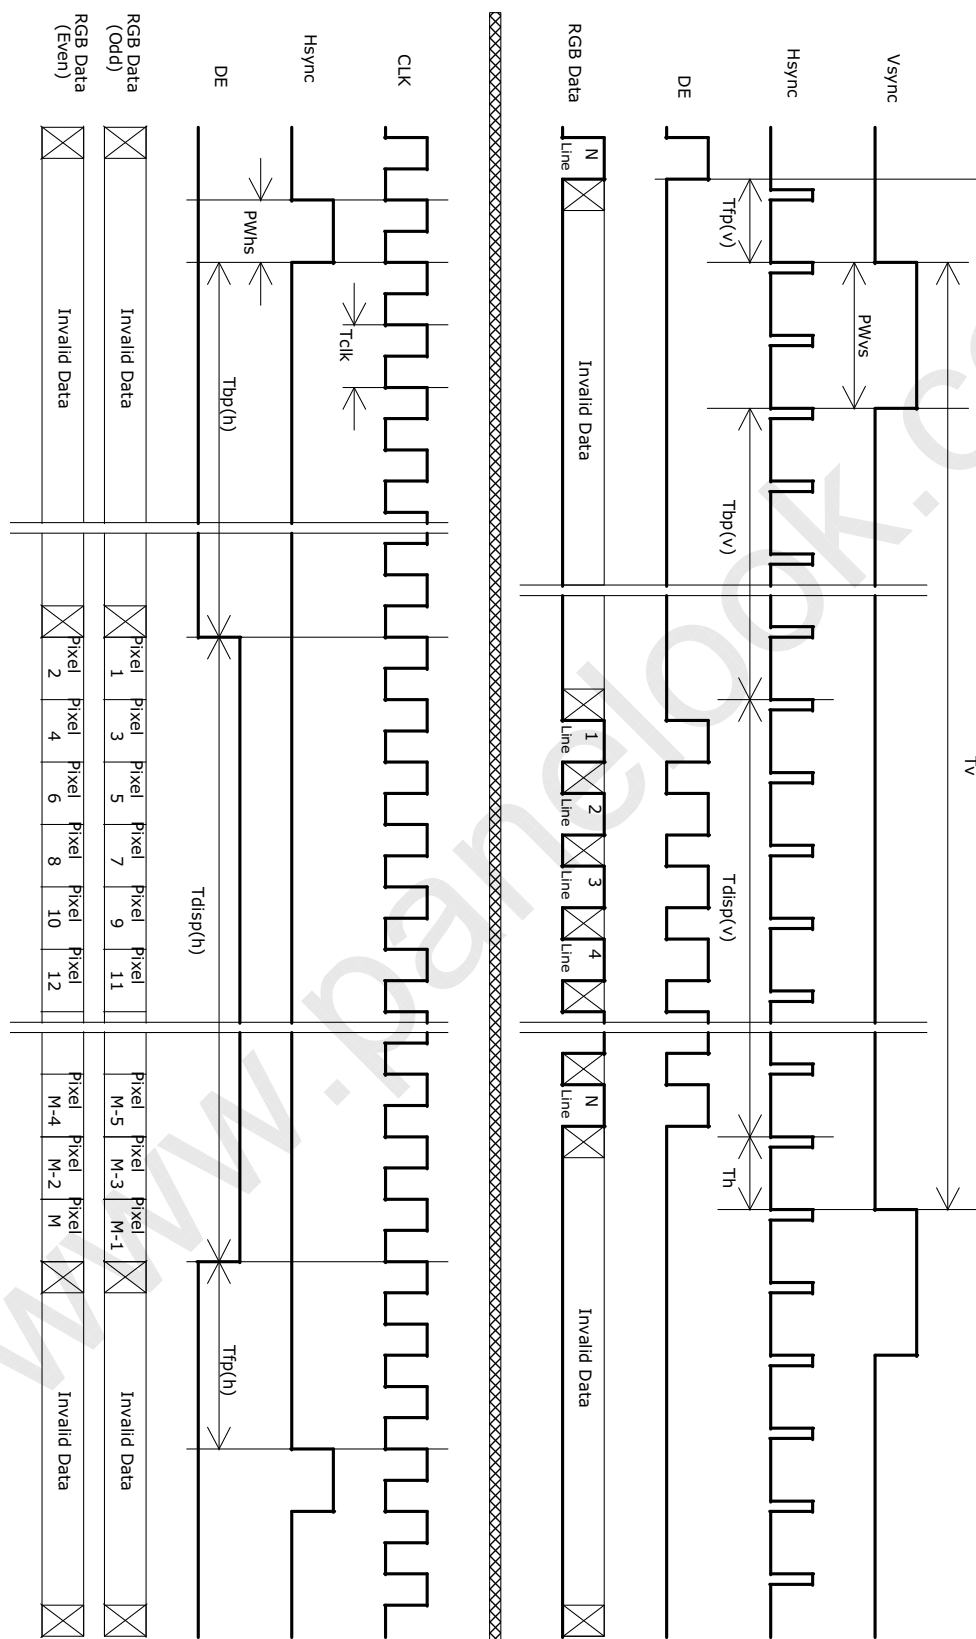 Tv
Vsync
PWvs
Hsync
Tfp(v)
Tbp(v)
Tdisp(v)
Th
DE
RGB Data
N
Line
Invalid Data
1
Line
2
Line
3
Line
4
Line
N
Line
Invalid Data
CLK
Tclk
Hsync
PWhs
DE
Tbp(h)
Tdisp(h)
Tfp(h)
RGB Data
(Odd)
Invalid Data
Pixel
1
Pixel
3
Pixel
5
Pixel
7
Pixel
9
Pixel
11
Pixel
M-5
Pixel
M-3
Pixel
M-1
Invalid Data
RGB Data
(Even)
Invalid Data
Pixel
2
Pixel
4
Pixel
6
Pixel
8
Pixel
10
Pixel
12
Pixel
M-4
Pixel
M-2
Pixel
M
Invalid Data
www.panelook.c